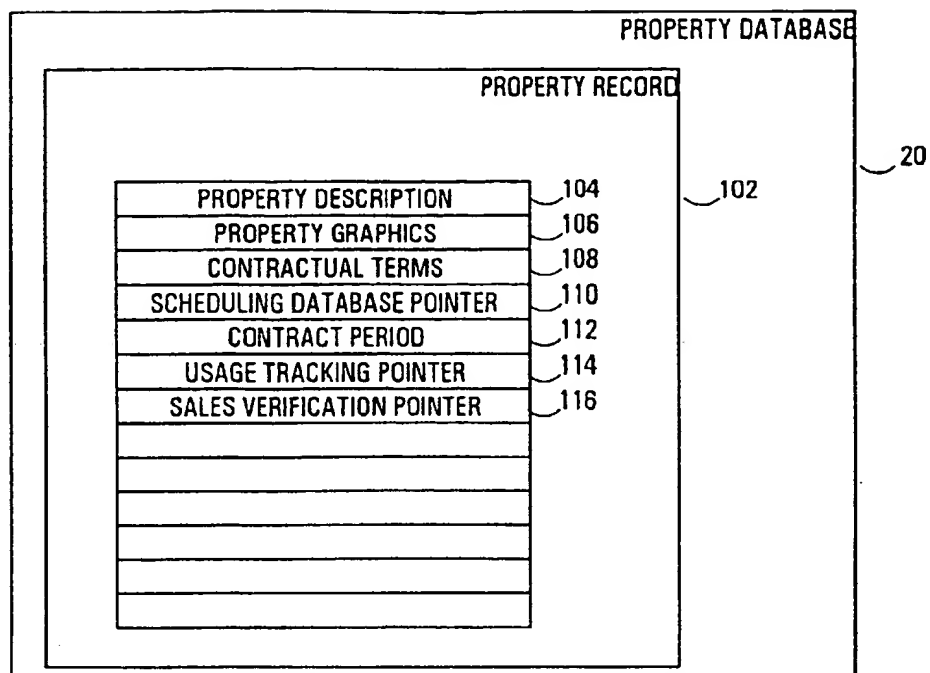 PROPERTY DATABASE
PROPERTY RECORD
20
PROPERTY DESCRIPTION 104
102
PROPERTY GRAPHICS 106
CONTRACTUAL TERMS 108
SCHEDULING DATABASE POINTER 110
CONTRACT PERIOD 112
USAGE TRACKING POINTER 114
SALES VERIFICATION POINTER 116